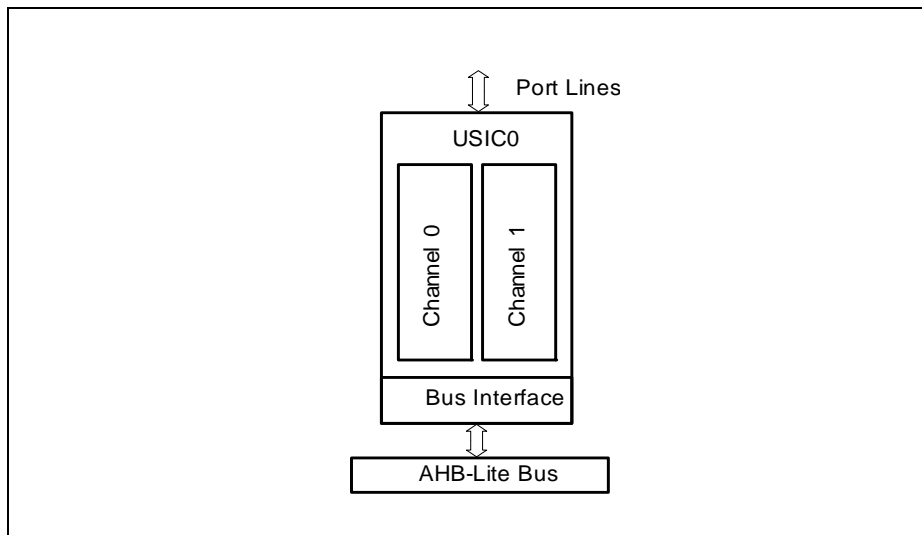 Port Lines
USIC0
Channel 0
Channel 1
Bus Interface
AHB-Lite Bus